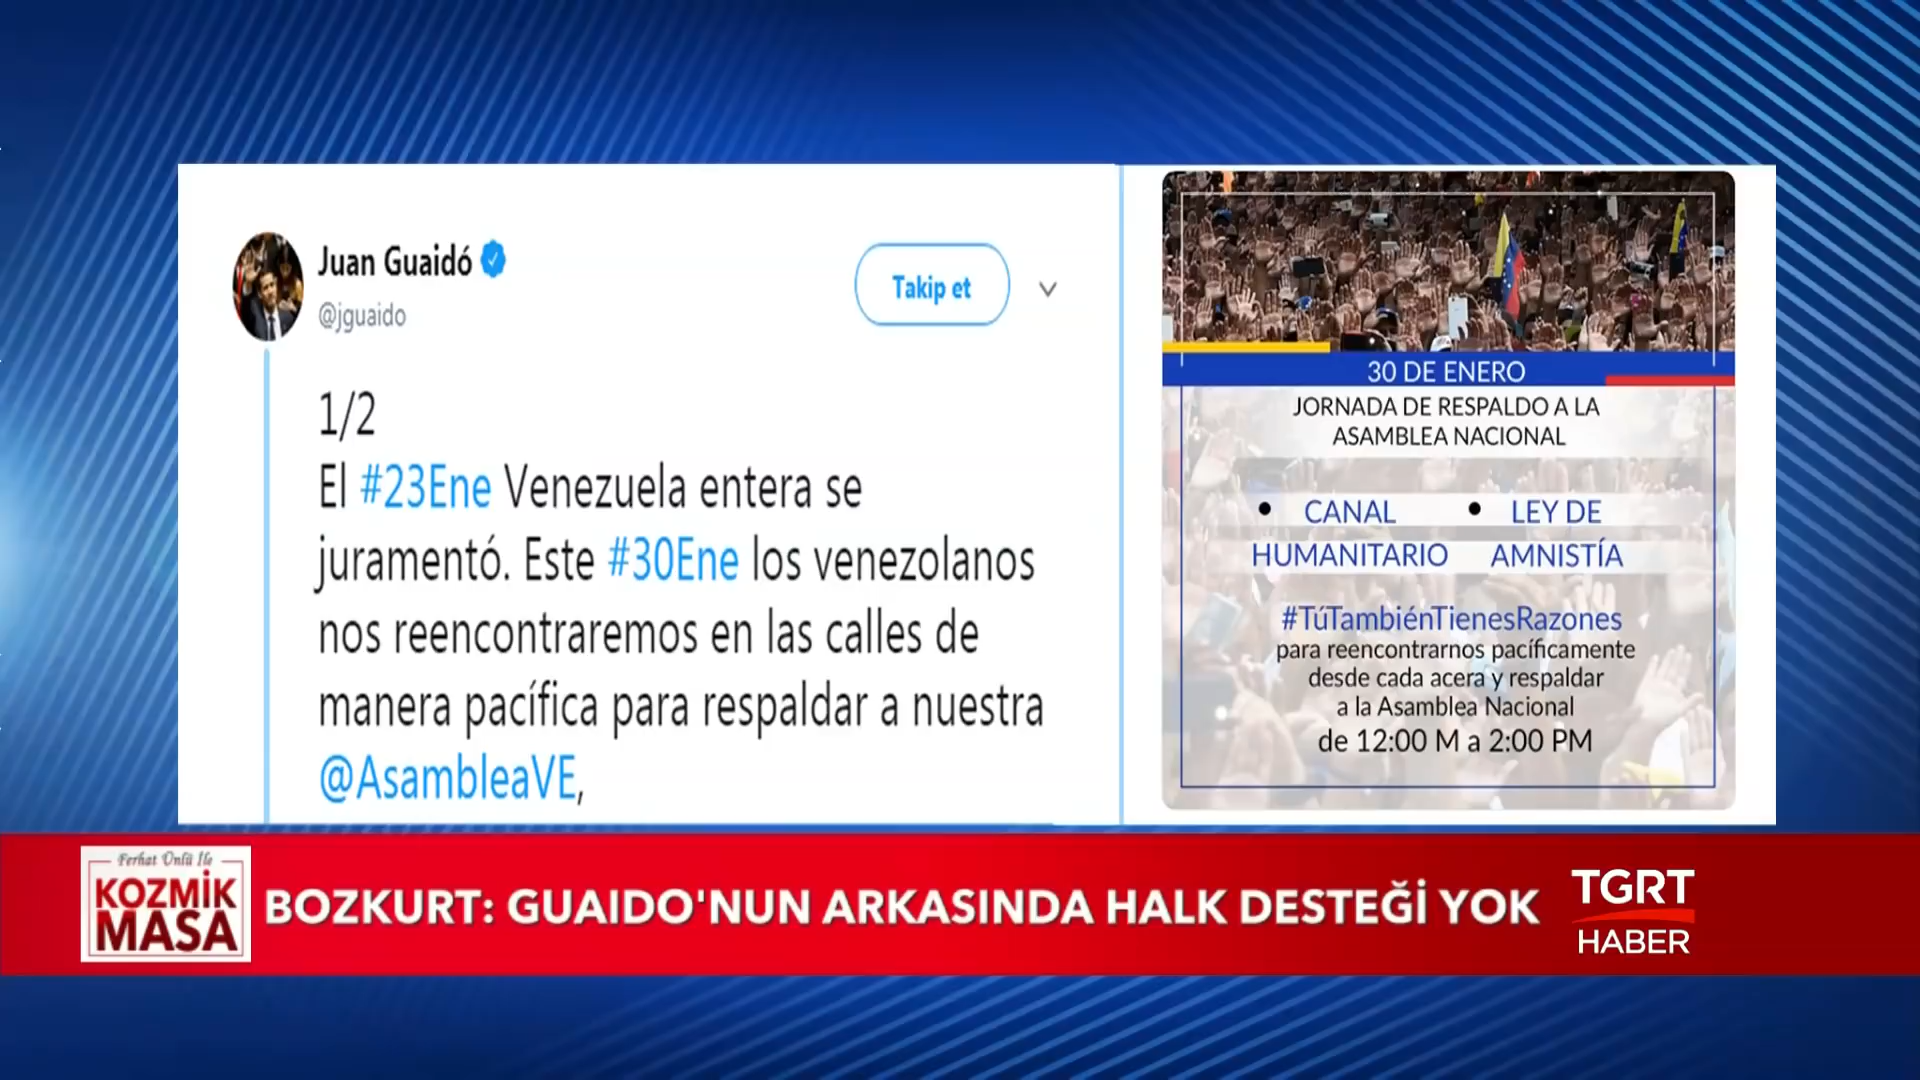 Juan Guaidó
@jguaido
Takip et
1/2
El #23Ene Venezuela entera se
juramentó. Este #30Ene los venezolanos
nos reencontraremos en las calles de
manera pacífica para respaldar a nuestra
@AsambleaVE,
30 DE ENERO
JORNADA DE RESPALDO A LA
ASAMBLEA NACIONAL
• CANAL
HUMANITARIO
• LEY DE
AMNISTÍA
#TúTambiénTienesRazones
para reencontrarnos pacíficamente
desde cada acera y respaldar
a la Asamblea Nacional
de 12:00 M a 2:00 PM
Ferhat Ünlü İle
KOZMİK
MASA
BOZKURT: GUAIDO'NUN ARKASINDA HALK DESTEĞİ YOK
TGRT
HABER